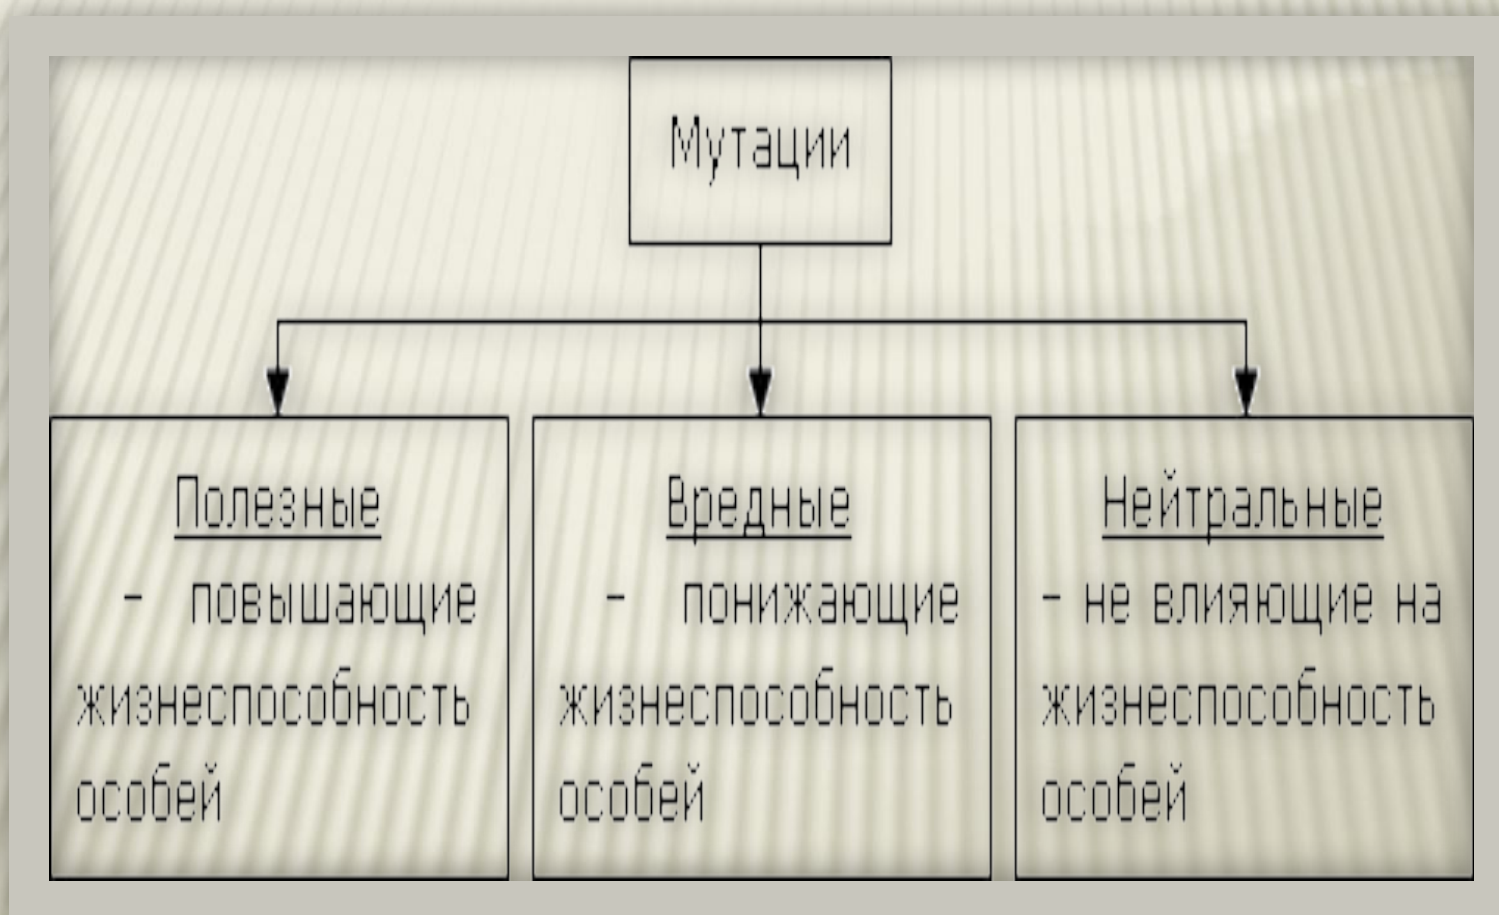 Мутации
Полезные
- повышающие
жизнеспособность
особей
Вредные
- понижающие
жизнеспособность
особей
Нейтральные
- не влияющие на
жизнеспособность
особей